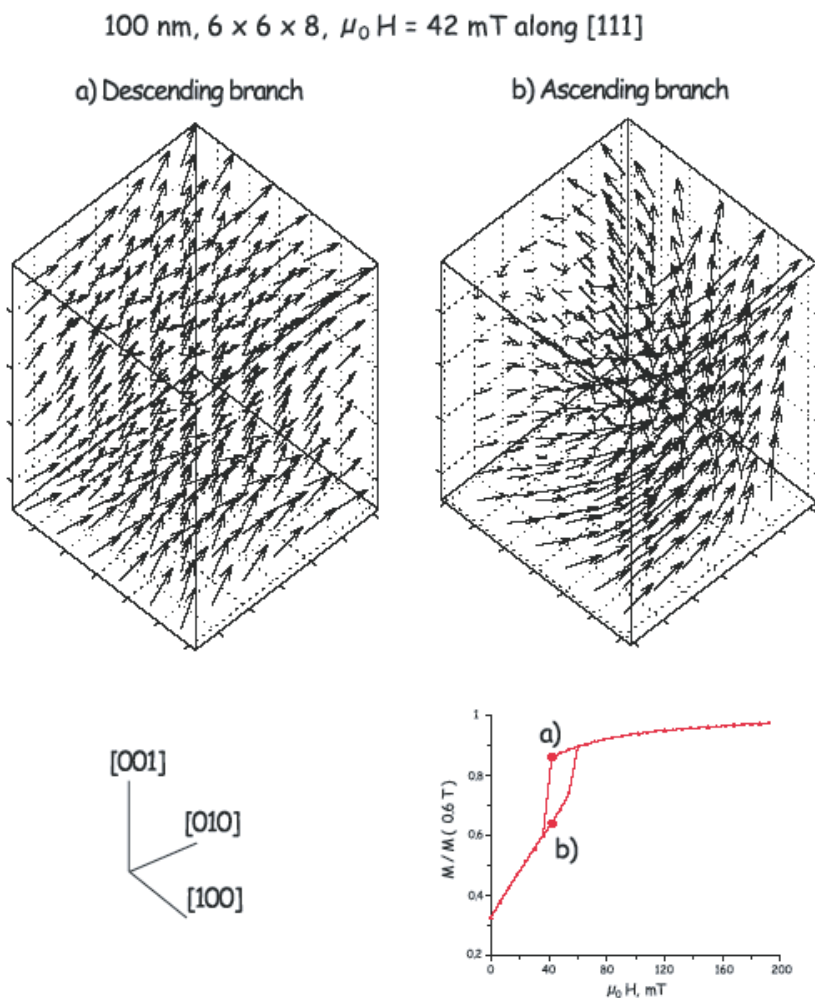 100 nm, 6 x 6 x 8, μ₀ H = 42 mT along [111]
a) Descending branch
b) Ascending branch
[001]
[010]
[100]
1
0,8
0,6
0,4
0,2
M / M ( 0.6 T )
a)
b)
0
40
80
120
160
200
μ₀ H, mT